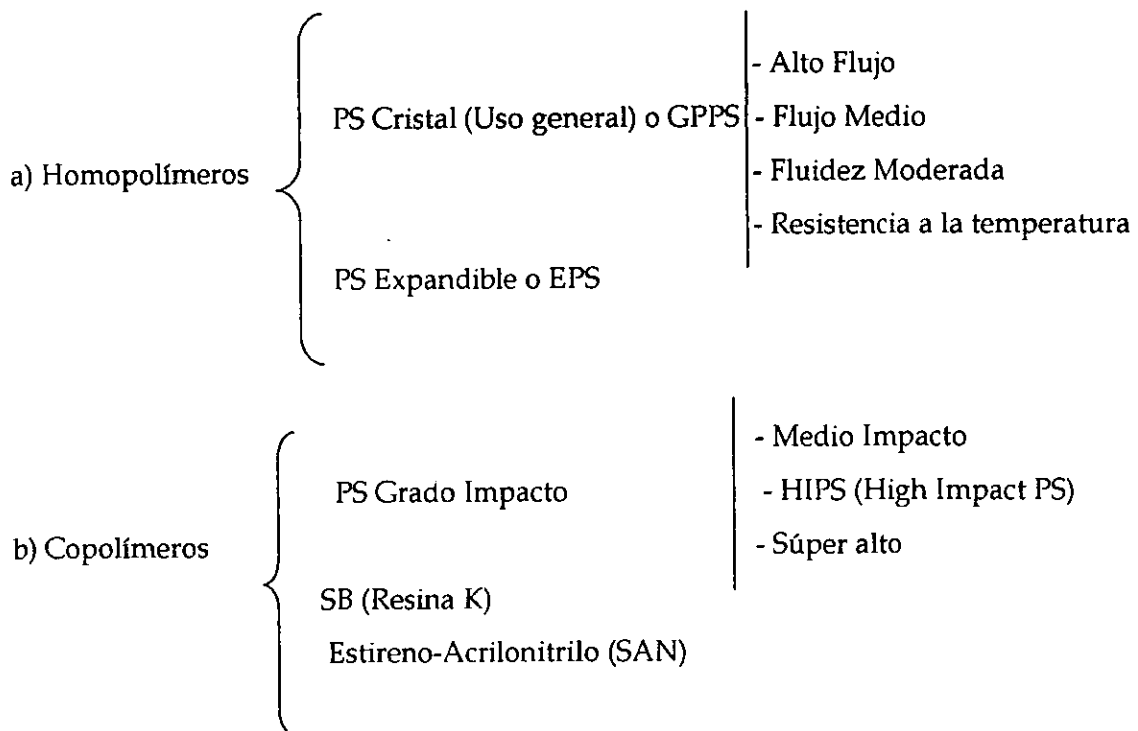 - Alto Flujo
PS Cristal (Uso general) o GPPS - Flujo Medio
a) Homopolímeros
- Fluidez Moderada
- Resistencia a la temperatura
PS Expandible o EPS
- Medio Impacto
PS Grado Impacto
- HIPS (High Impact PS)
b) Copolímeros
- Súper alto
SB (Resina K)
Estireno-Acrilonitrilo (SAN)